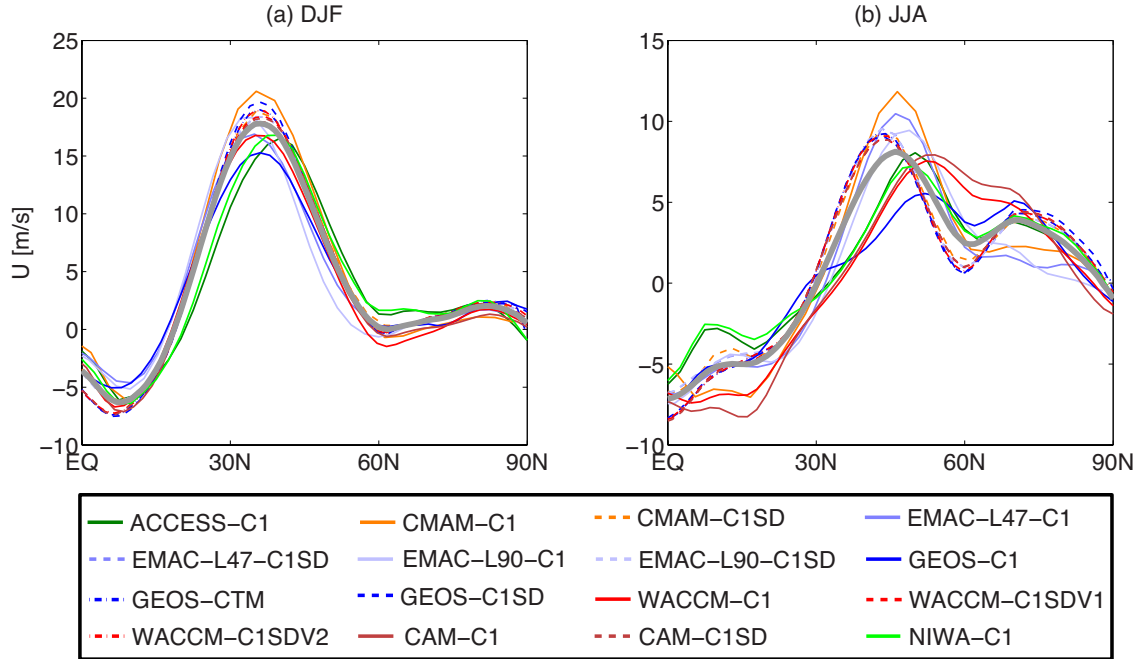 (a) DJF
(b) JJA
U [m/s]
25
20
15
10
5
0
−5
−10
EQ 30N 60N 90N
15
10
5
0
−5
−10
EQ 30N 60N 90N
ACCESS−C1 CMAM−C1 CMAM−C1SD EMAC−L47−C1
EMAC−L47−C1SD EMAC−L90−C1 EMAC−L90−C1SD GEOS−C1
GEOS−CTM GEOS−C1SD WACCM−C1 WACCM−C1SDV1
WACCM−C1SDV2 CAM−C1 CAM−C1SD NIWA−C1